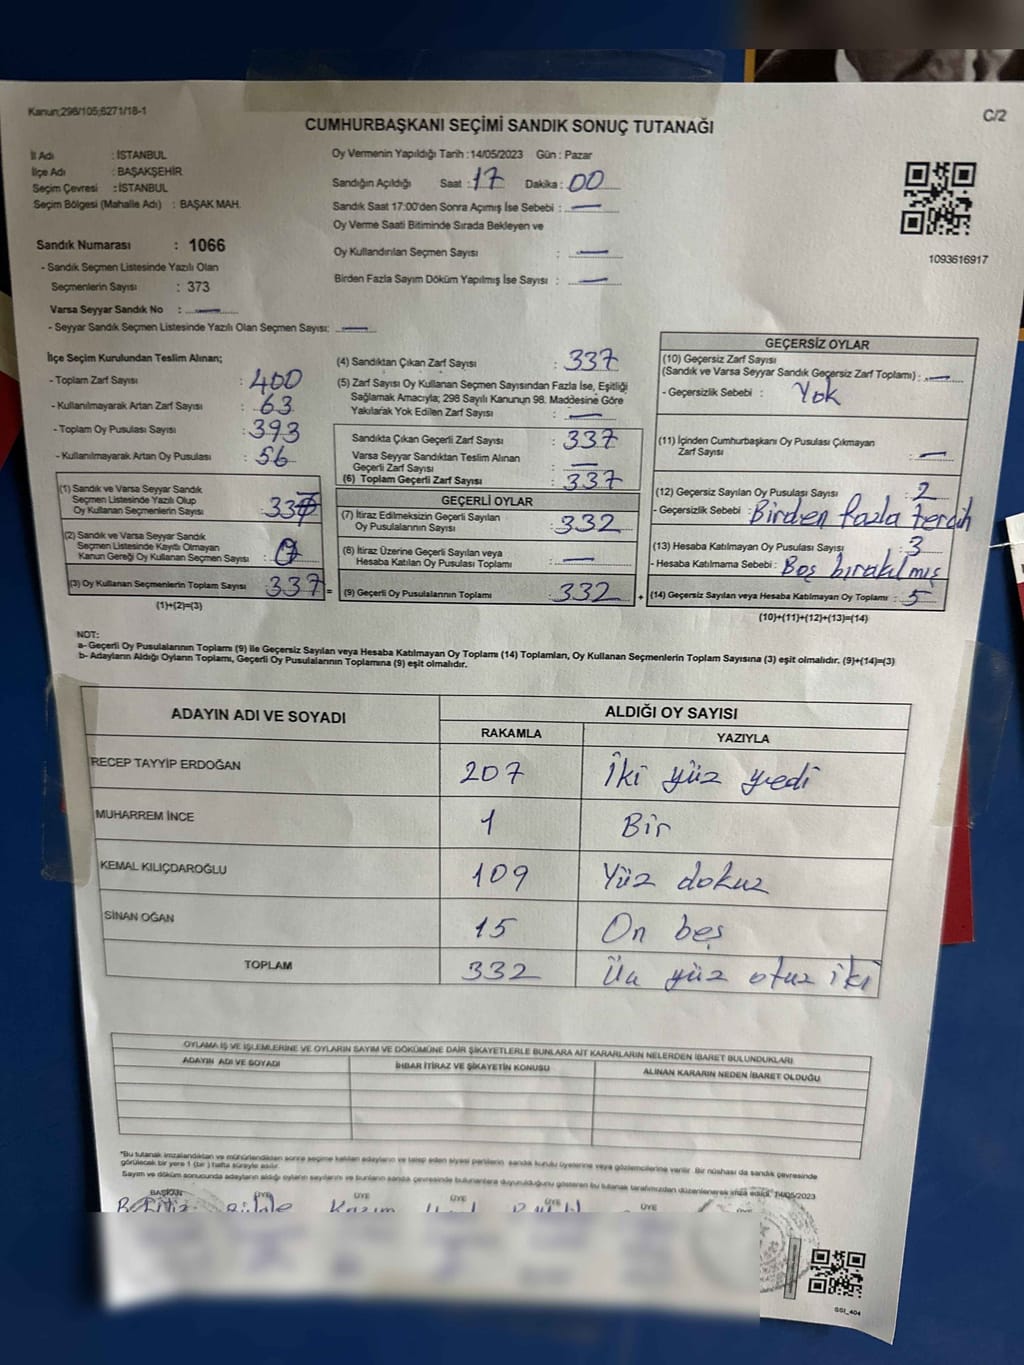 Kanun;298/105;6271/18-1
C/2
CUMHURBAŞKANI SEÇİMİ SANDIK SONUÇ TUTANAĞI
İl Adı : İSTANBUL
İlçe Adı : BAŞAKŞEHİR
Seçim Çevresi : İSTANBUL
Seçim Bölgesi (Mahalle Adı) : BAŞAK MAH.
Sandık Numarası : 1066
- Sandık Seçmen Listesinde Yazılı Olan
Seçmenlerin Sayısı : 373
Varsa Seyyar Sandık No : —
- Seyyar Sandık Seçmen Listesinde Yazılı Olan Seçmen Sayısı: —
Oy Vermenin Yapıldığı Tarih : 14/05/2023 Gün : Pazar
Sandığın Açıldığı Saat : 17 Dakika : 00
Sandık Saat 17:00'den Sonra Açımış İse Sebebi : —
Oy Verme Saati Bitiminde Sırada Bekleyen ve
Oy Kullandırılan Seçmen Sayısı : —
Birden Fazla Sayım Döküm Yapılmış İse Sayısı : —
1093616917
İlçe Seçim Kurulundan Teslim Alınan;
- Toplam Zarf Sayısı : 400
- Kullanılmayarak Artan Zarf Sayısı : 63
- Toplam Oy Pusulası Sayısı : 393
- Kullanılmayarak Artan Oy Pusulası : 56
(1) Sandık ve Varsa Seyyar Sandık
Seçmen Listesinde Yazılı Olup
Oy Kullanan Seçmenlerin Sayısı : 337
(2) Sandık ve Varsa Seyyar Sandık
Seçmen Listesinde Kayıtlı Olmayan
Kanun Gereği Oy Kullanan Seçmen Sayısı : 0
(3) Oy Kullanan Seçmenlerin Toplam Sayısı : 337 =
(1)+(2)=(3)
(4) Sandıktan Çıkan Zarf Sayısı : 337
(5) Zarf Sayısı Oy Kullanan Seçmen Sayısından Fazla İse, Eşitliği
Sağlamak Amacıyla; 298 Sayılı Kanunun 98. Maddesine Göre
Yakılarak Yok Edilen Zarf Sayısı : —
Sandıkta Çıkan Geçerli Zarf Sayısı : 337
Varsa Seyyar Sandıktan Teslim Alınan
Geçerli Zarf Sayısı : —
(6) Toplam Geçerli Zarf Sayısı : 337
GEÇERLİ OYLAR
(7) İtiraz Edilmeksizin Geçerli Sayılan
Oy Pusulalarının Sayısı : 332
(8) İtiraz Üzerine Geçerli Sayılan veya
Hesaba Katılan Oy Pusulası Toplamı : —
(9) Geçerli Oy Pusulalarının Toplamı : 332 +
GEÇERSİZ OYLAR
(10) Geçersiz Zarf Sayısı
(Sandık ve Varsa Seyyar Sandık Geçersiz Zarf Toplamı) : —
- Geçersizlik Sebebi : Yok
(11) İçinden Cumhurbaşkanı Oy Pusulası Çıkmayan
Zarf Sayısı : —
(12) Geçersiz Sayılan Oy Pusulası Sayısı : 2
- Geçersizlik Sebebi : Birden fazla tercih
(13) Hesaba Katılmayan Oy Pusulası Sayısı : 3
- Hesaba Katılmama Sebebi : Boş bırakılmış
(14) Geçersiz Sayılan veya Hesaba Katılmayan Oy Toplamı : 5
(10)+(11)+(12)+(13)=(14)
NOT:
a- Geçerli Oy Pusulalarının Toplamı (9) ile Geçersiz Sayılan veya Hesaba Katılmayan Oy Toplamı (14) Toplamları, Oy Kullanan Seçmenlerin Toplam Sayısına (3) eşit olmalıdır. (9)+(14)=(3)
b- Adayların Aldığı Oyların Toplamı, Geçerli Oy Pusulalarının Toplamına (9) eşit olmalıdır.
ADAYIN ADI VE SOYADI
ALDIĞI OY SAYISI
RAKAMLA YAZIYLA
RECEP TAYYİP ERDOĞAN 207 İki yüz yedi
MUHARREM İNCE 1 Bir
KEMAL KILIÇDAROĞLU 109 Yüz dokuz
SİNAN OĞAN 15 On beş
TOPLAM 332 Üç yüz otuz iki
OYLAMA İŞ VE İŞLEMLERİNE VE OYLARIN SAYIM VE DÖKÜMÜNE DAİR ŞİKAYETLERLE BUNLARA AİT KARARLARIN NELERDEN İBARET BULUNDUKLARI
ADAYIN ADI VE SOYADI İHBAR İTİRAZ VE ŞİKAYETİN KONUSU ALINAN KARARIN NEDEN İBARET OLDUĞU
*Bu tutanak imzalandıktan ve mühürlendikten sonra seçime katılan adayların ve talep eden siyasi partilerin sandık kurulu üyelerine veya gözlemcilerine verilir. Bir nüshası da sandık çevresinde
görülecek bir yere 1 (bir) hafta süreyle asılır.
Sayım ve döküm sonucunda adayların aldığı oyların sayılarını ve bunların sandık çevresinde bulunanlara duyurulduğunu gösteren bu tutanak tarafımızdan düzenlenerek imza edildi. 14/05/2023
BAŞKAN ÜYE ÜYE ÜYE ÜYE ÜYE ÜYE
Kazım
SSI_404